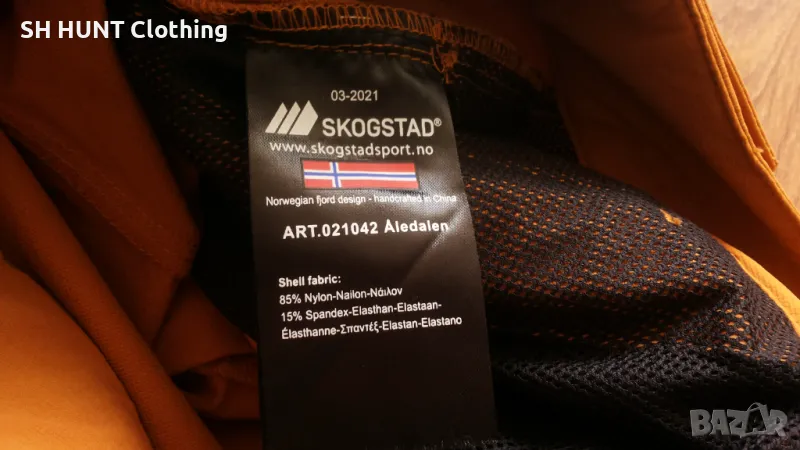 SH HUNT Clothing
03-2021
SKOGSTAD®
www.skogstadsport.no
Norwegian fjord design - handcrafted in China
ART.021042 Åledalen
Shell fabric:
85% Nylon-Nailon-Νάιλον
15% Spandex-Elasthan-Elastaan-
Élasthanne-Σπαντέξ-Elastan-Elastano
BAZAR